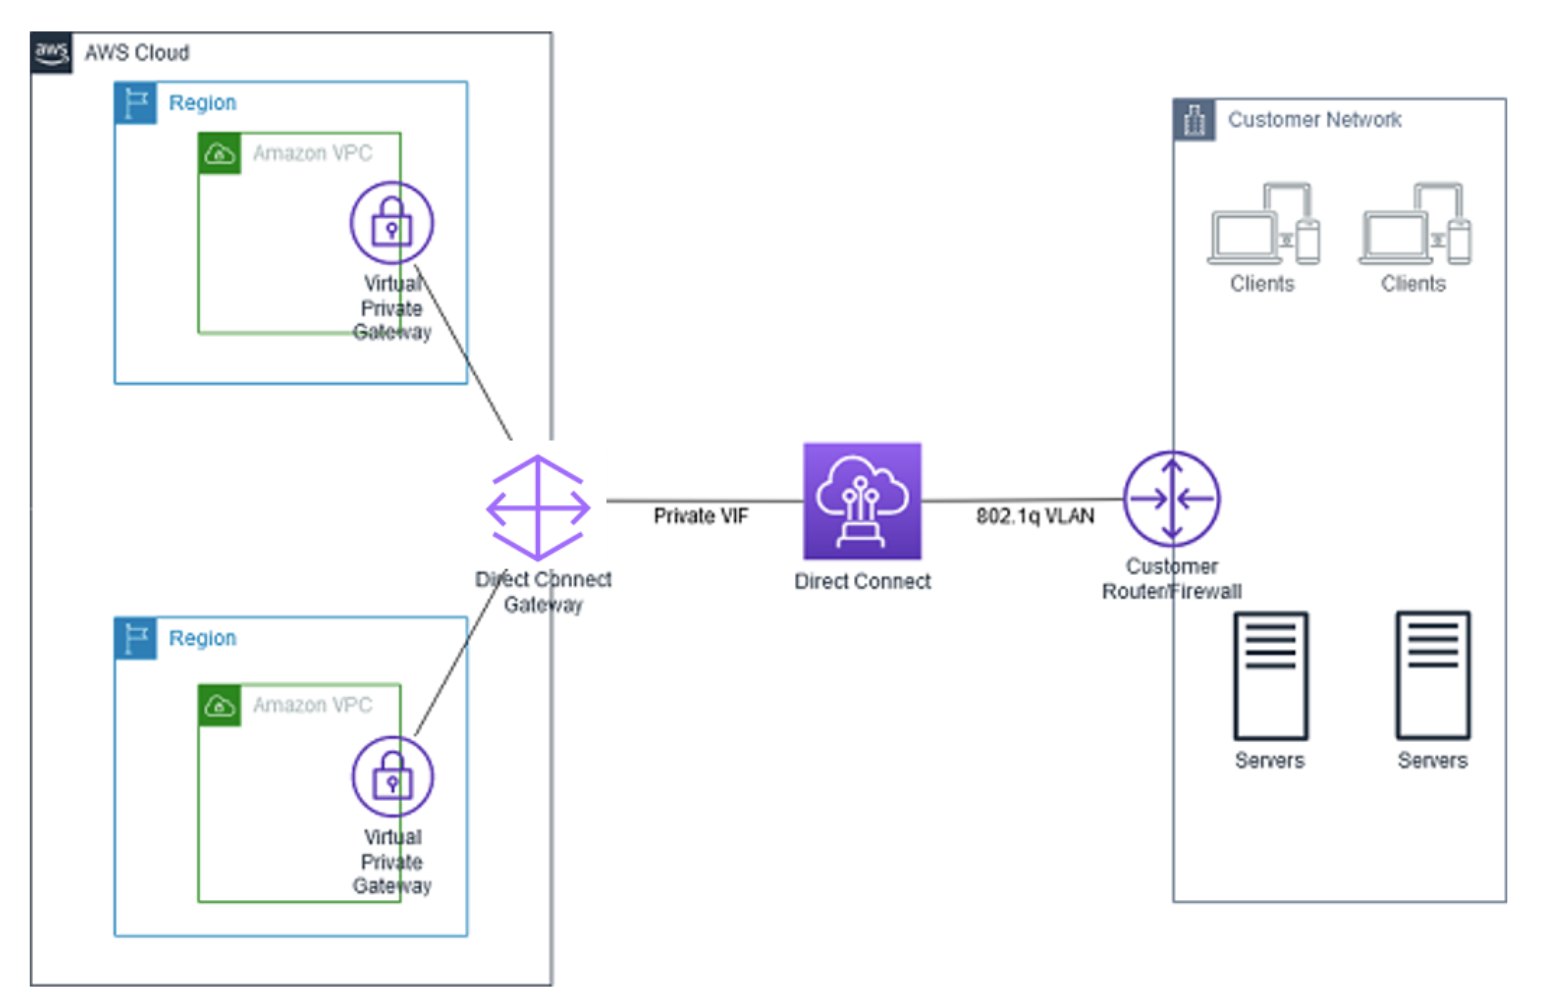 aws
AWS Cloud
Region
Amazon VPC
Virtual
Private
Gateway
Customer Network
Clients
Clients
Private VIF
802.1q VLAN
Direct Connect
Gateway
Direct Connect
Customer
Router/Firewall
Region
Amazon VPC
Virtual
Private
Gateway
Servers
Servers